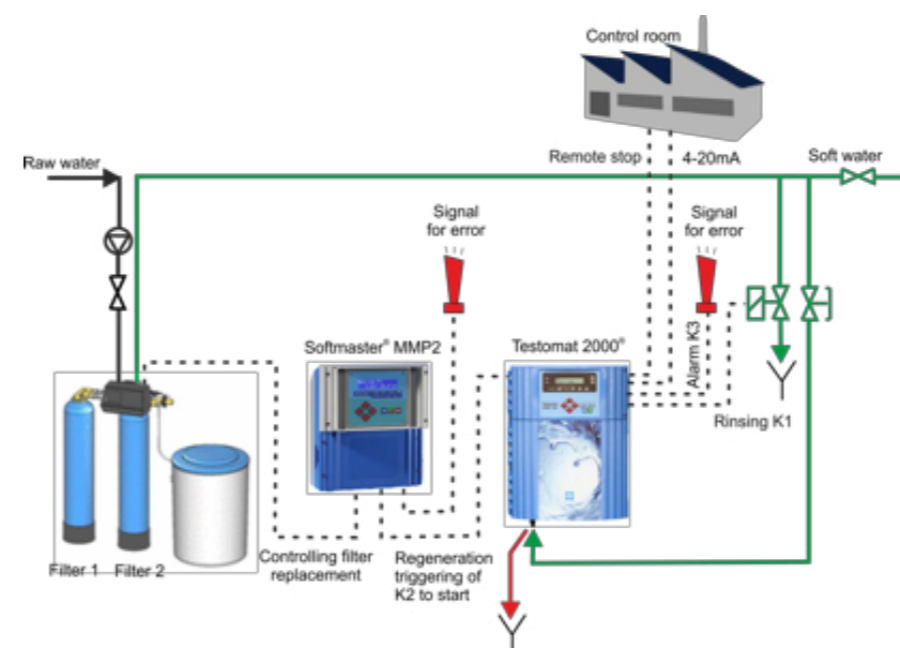 Control room
Raw water
Remote stop
4-20mA
Soft water
Signal
for error
Signal
for error
Softmaster® MMP2
Testomat 2000®
Alarm K3
Rinsing K1
Filter 1
Filter 2
Controlling filter
replacement
Regeneration
triggering of
K2 to start